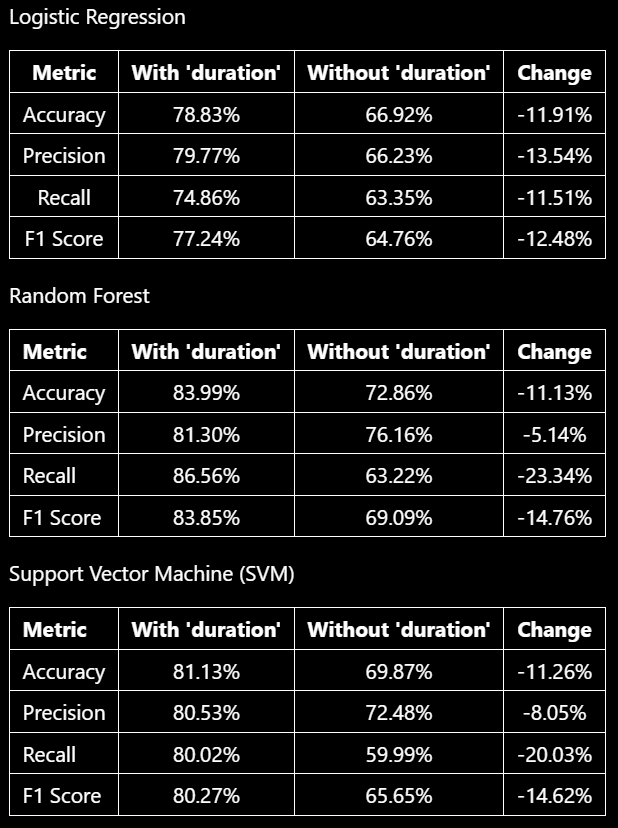 Logistic Regression
Metric With 'duration' Without 'duration' Change
Accuracy 78.83% 66.92% -11.91%
Precision 79.77% 66.23% -13.54%
Recall 74.86% 63.35% -11.51%
F1 Score 77.24% 64.76% -12.48%
Random Forest
Metric With 'duration' Without 'duration' Change
Accuracy 83.99% 72.86% -11.13%
Precision 81.30% 76.16% -5.14%
Recall 86.56% 63.22% -23.34%
F1 Score 83.85% 69.09% -14.76%
Support Vector Machine (SVM)
Metric With 'duration' Without 'duration' Change
Accuracy 81.13% 69.87% -11.26%
Precision 80.53% 72.48% -8.05%
Recall 80.02% 59.99% -20.03%
F1 Score 80.27% 65.65% -14.62%